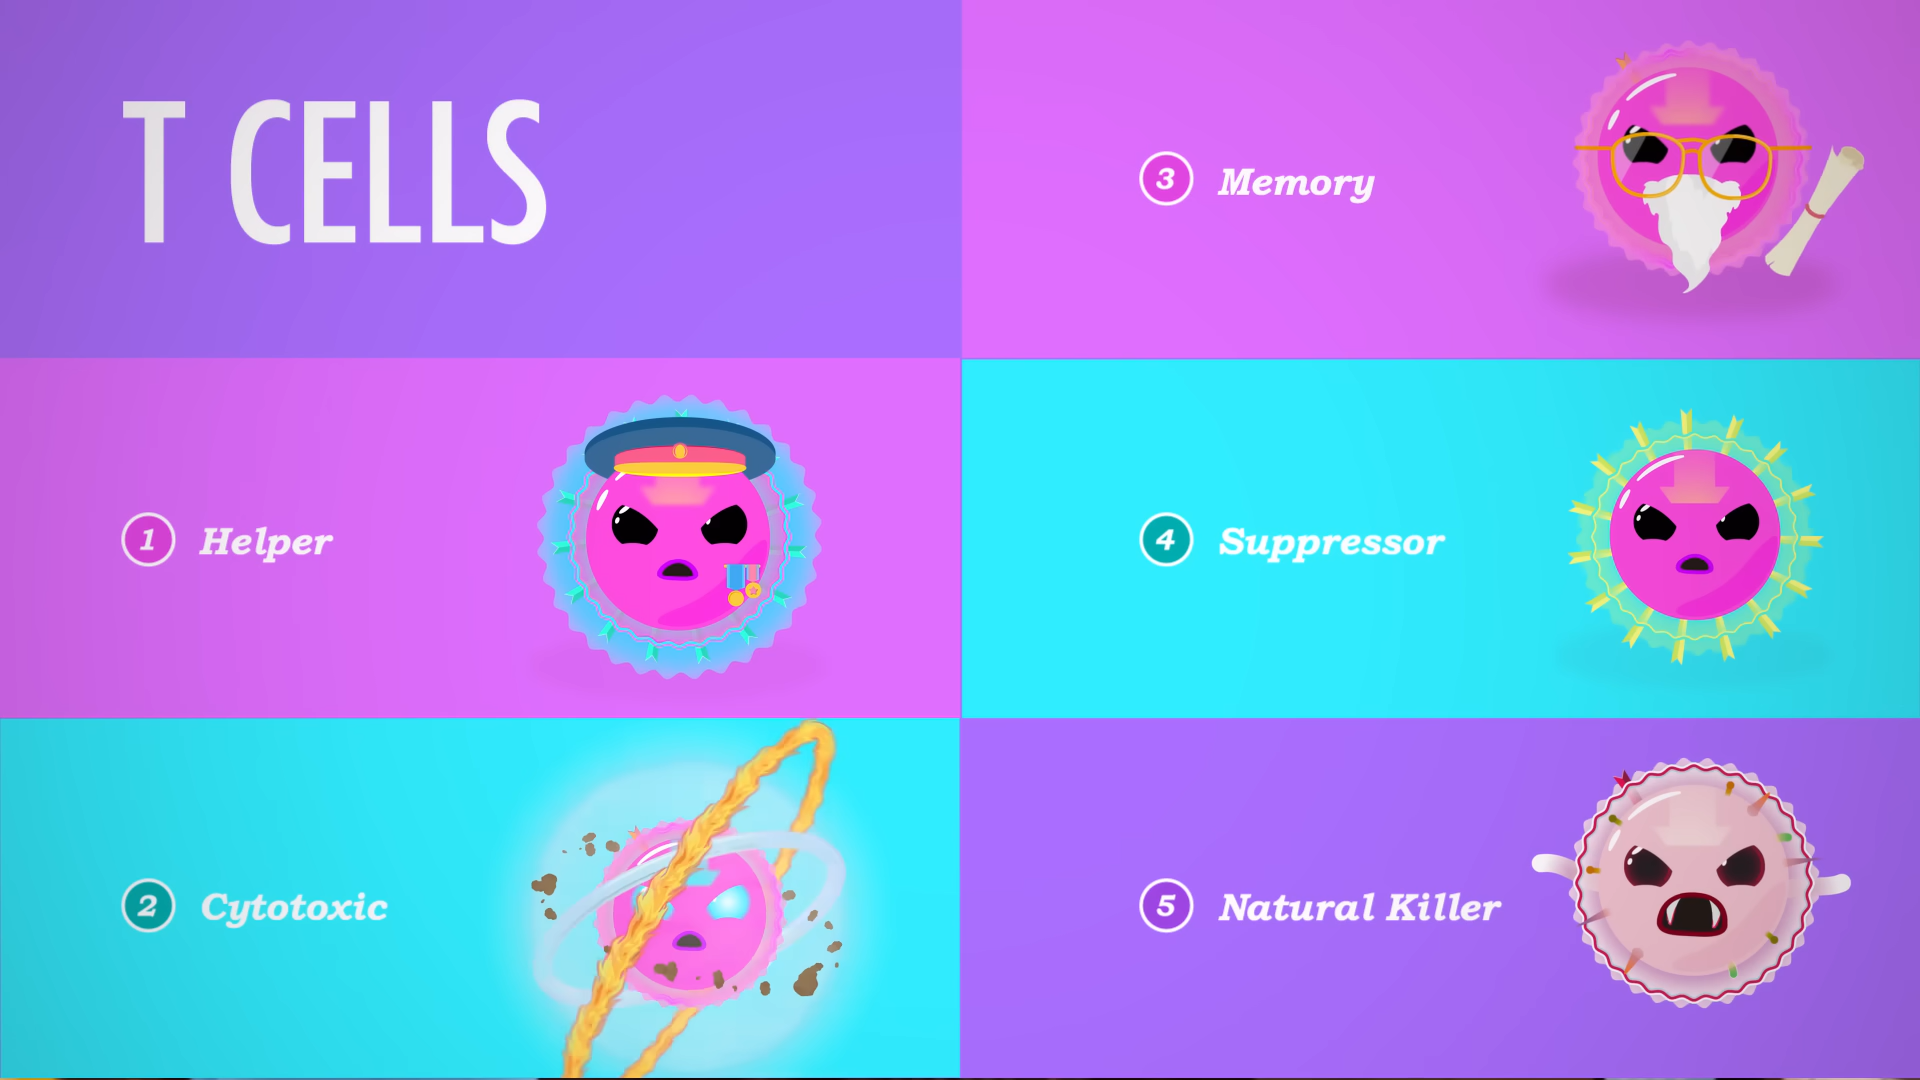 T CELLS
1 Helper
2 Cytotoxic
3 Memory
4 Suppressor
5 Natural Killer